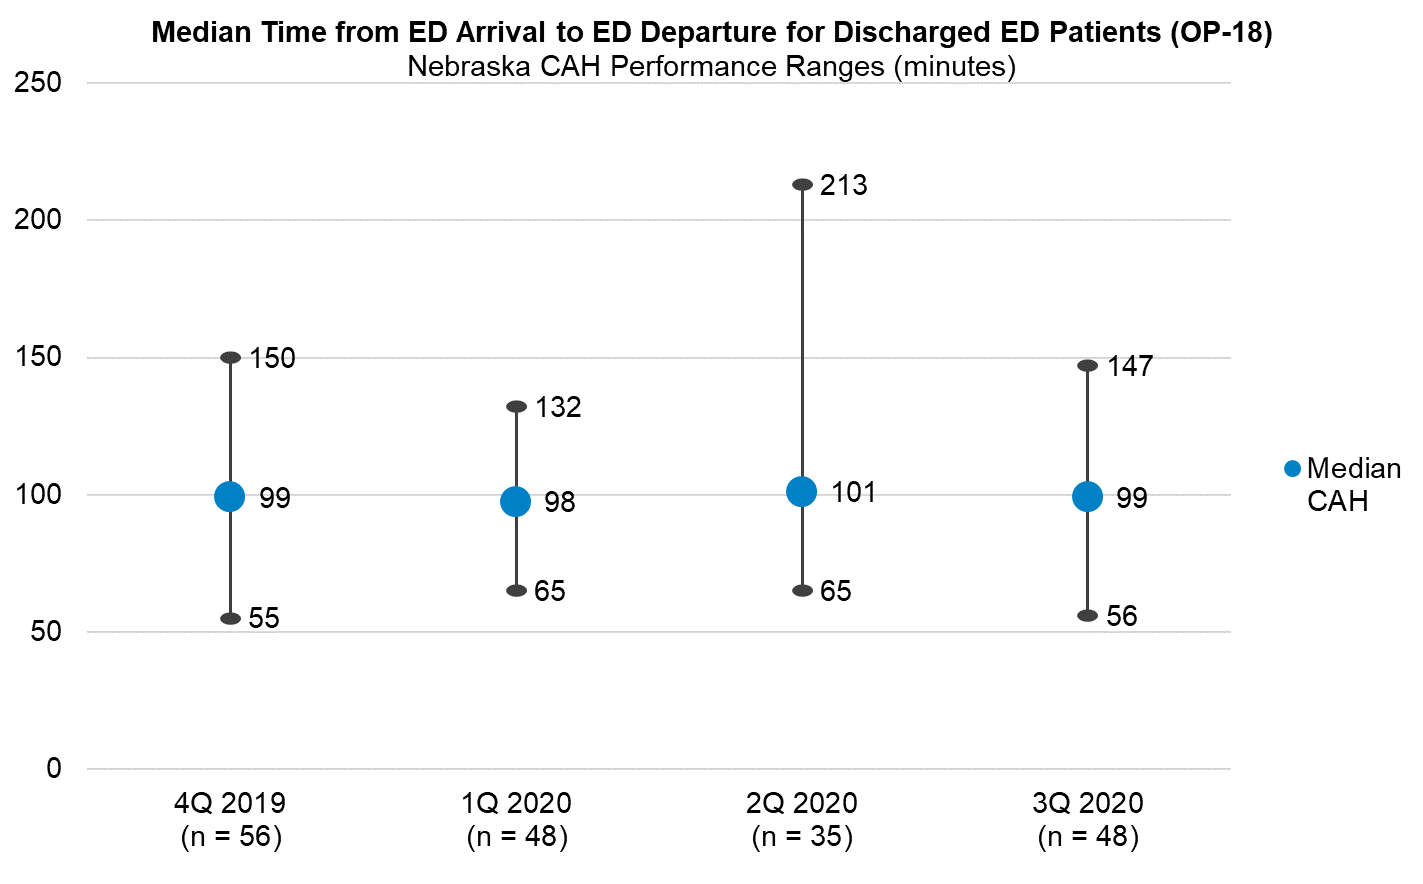 Median Time from ED Arrival to ED Departure for Discharged ED Patients (OP-18)
Nebraska CAH Performance Ranges (minutes)
250
200
150
100
50
0
150
99
55
132
98
65
213
101
65
147
99
56
Median
CAH
4Q 2019
(n = 56)
1Q 2020
(n = 48)
2Q 2020
(n = 35)
3Q 2020
(n = 48)